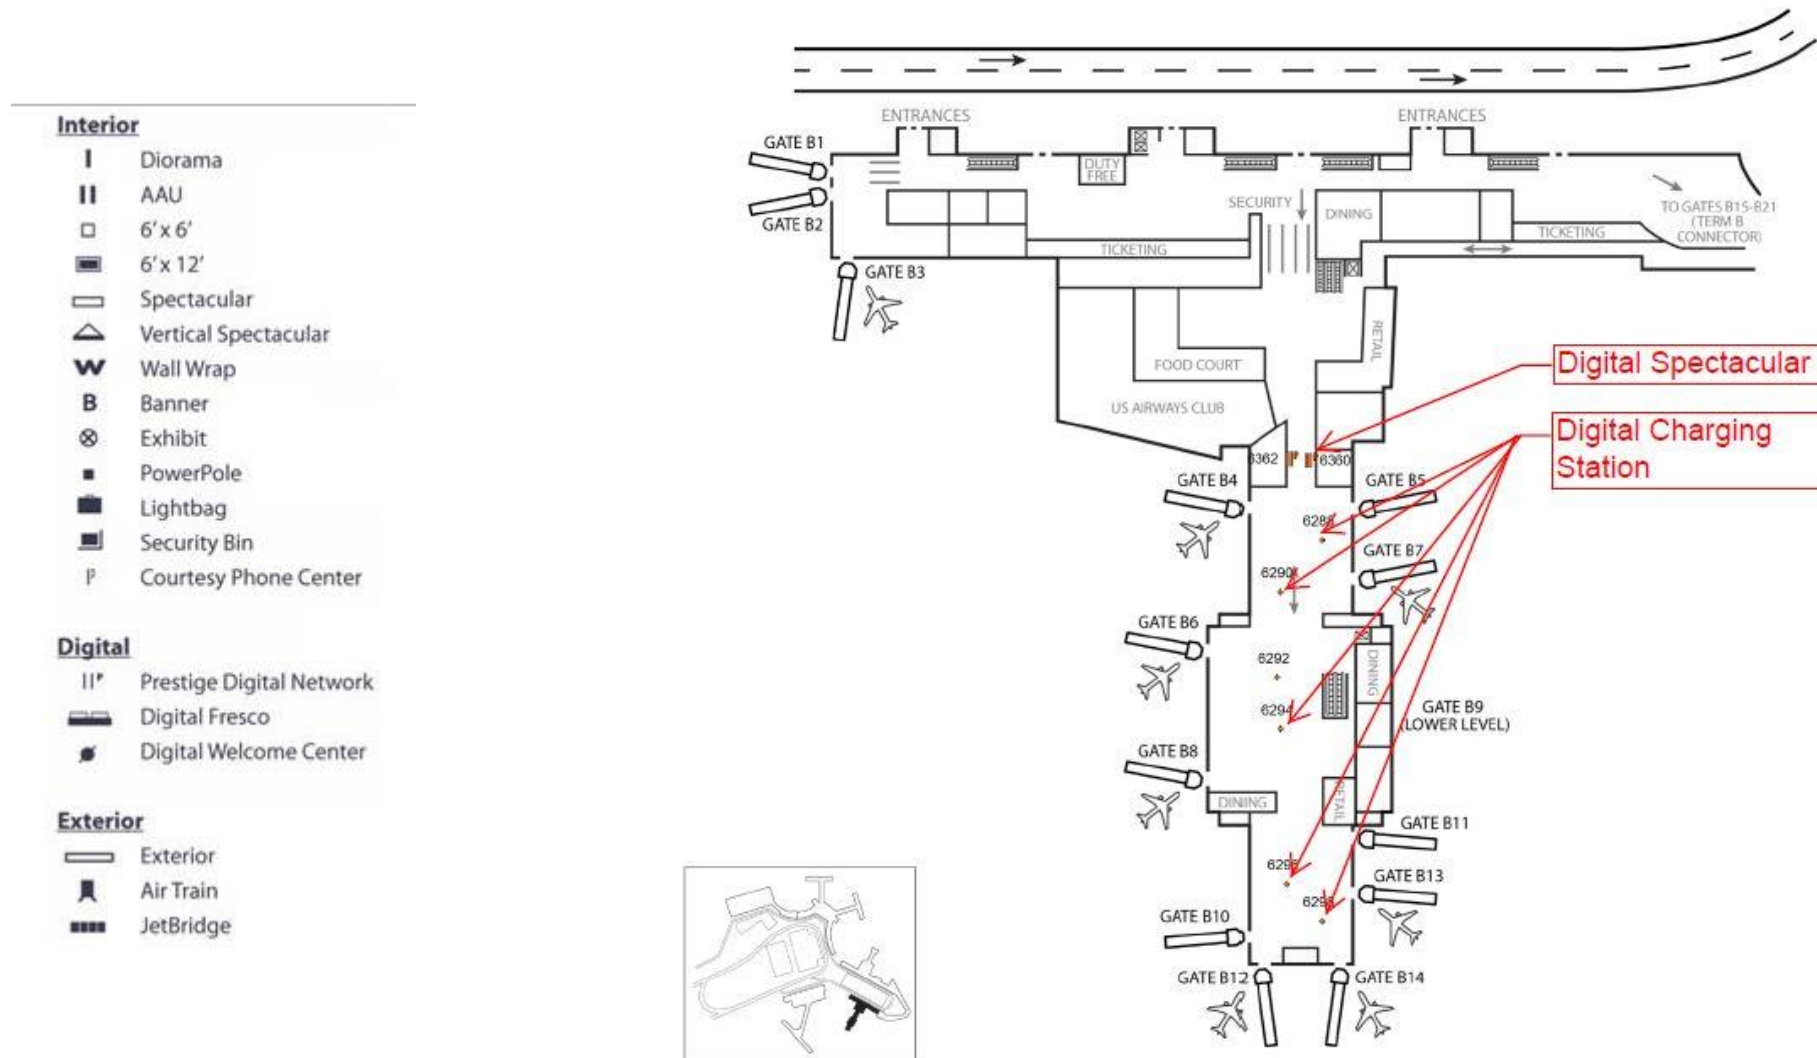 Interior
Diorama
AAU
6' x 6'
6' x 12'
Spectacular
Vertical Spectacular
Wall Wrap
B Banner
Exhibit
PowerPole
Lightbag
Security Bin
Courtesy Phone Center
Digital
Prestige Digital Network
Digital Fresco
Digital Welcome Center
Exterior
Exterior
Air Train
JetBridge
ENTRANCES
ENTRANCES
GATE B1
DUTY
FREE
GATE B2
SECURITY
DINING
TO GATES B15-B21
(TERM B
CONNECTOR)
TICKETING
TICKETING
GATE B3
RETAIL
FOOD COURT
US AIRWAYS CLUB
Digital Spectacular
Digital Charging
Station
6362
6360
GATE B4
GATE B5
6290
GATE B7
GATE B6
6292
DINING
6294
GATE B9
(LOWER LEVEL)
GATE B8
DINING
RETAIL
GATE B11
GATE B13
GATE B10
GATE B12
GATE B14